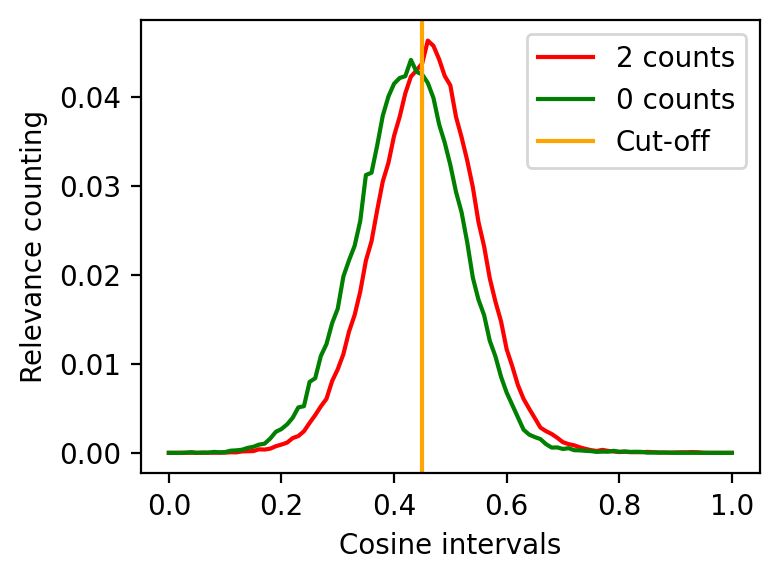 2 counts
0 counts
Cut-off
Relevance counting
0.04
0.03
0.02
0.01
0.00
0.0 0.2 0.4 0.6 0.8 1.0
Cosine intervals